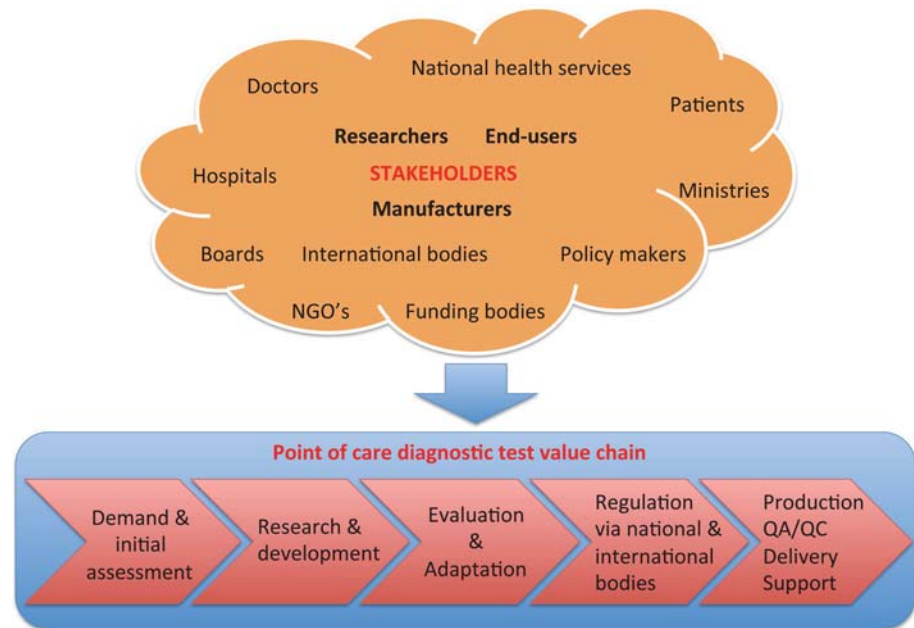 National health services
Doctors
Patients
Researchers End-users
STAKEHOLDERS
Hospitals
Ministries
Manufacturers
Boards International bodies Policy makers
NGO's Funding bodies
Point of care diagnostic test value chain
Demand &
initial
assessment
Research &
development
Evaluation
&
Adaptation
Regulation
via national &
international
bodies
Production
QA/QC
Delivery
Support